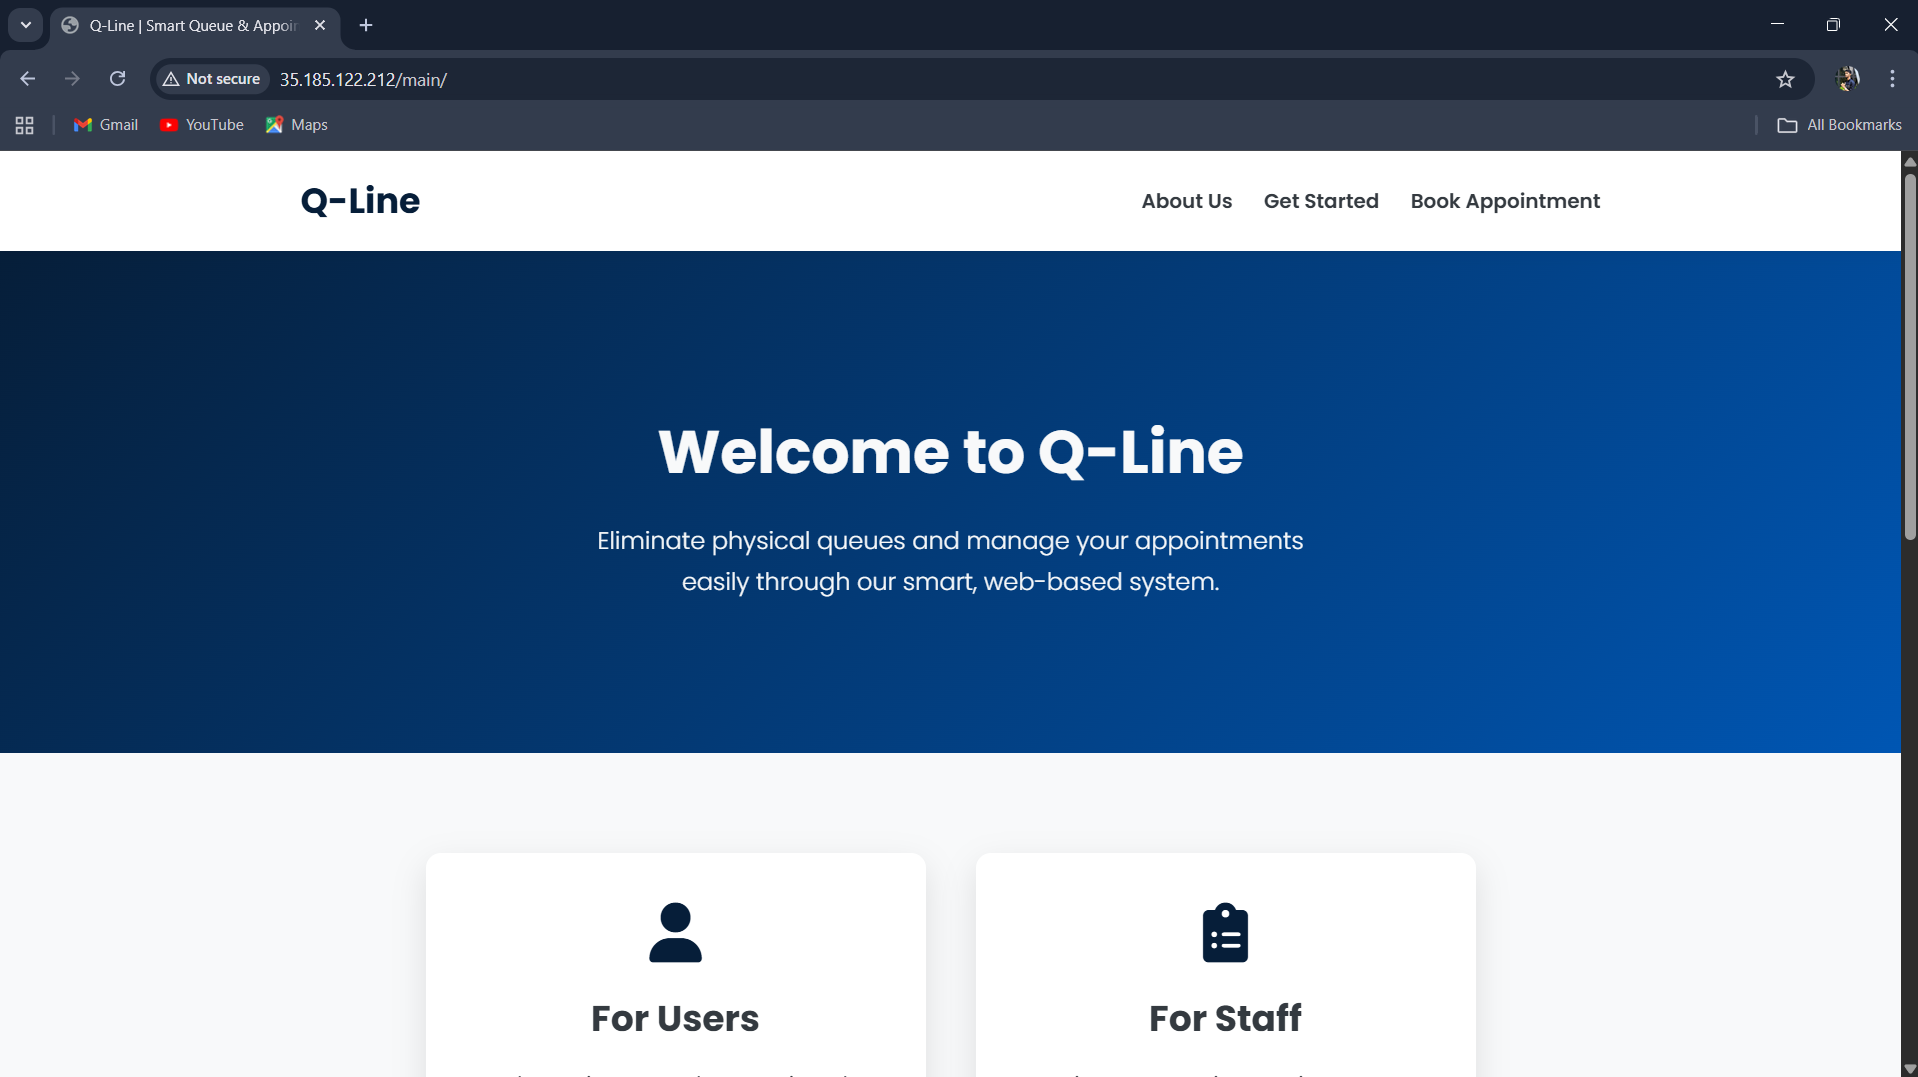 Q-Line | Smart Queue & Appoin
Not secure
35.185.122.212/main/
Gmail
YouTube
Maps
All Bookmarks
Q-Line
About Us
Get Started
Book Appointment
Welcome to Q-Line
Eliminate physical queues and manage your appointments
easily through our smart, web-based system.
For Users
For Staff